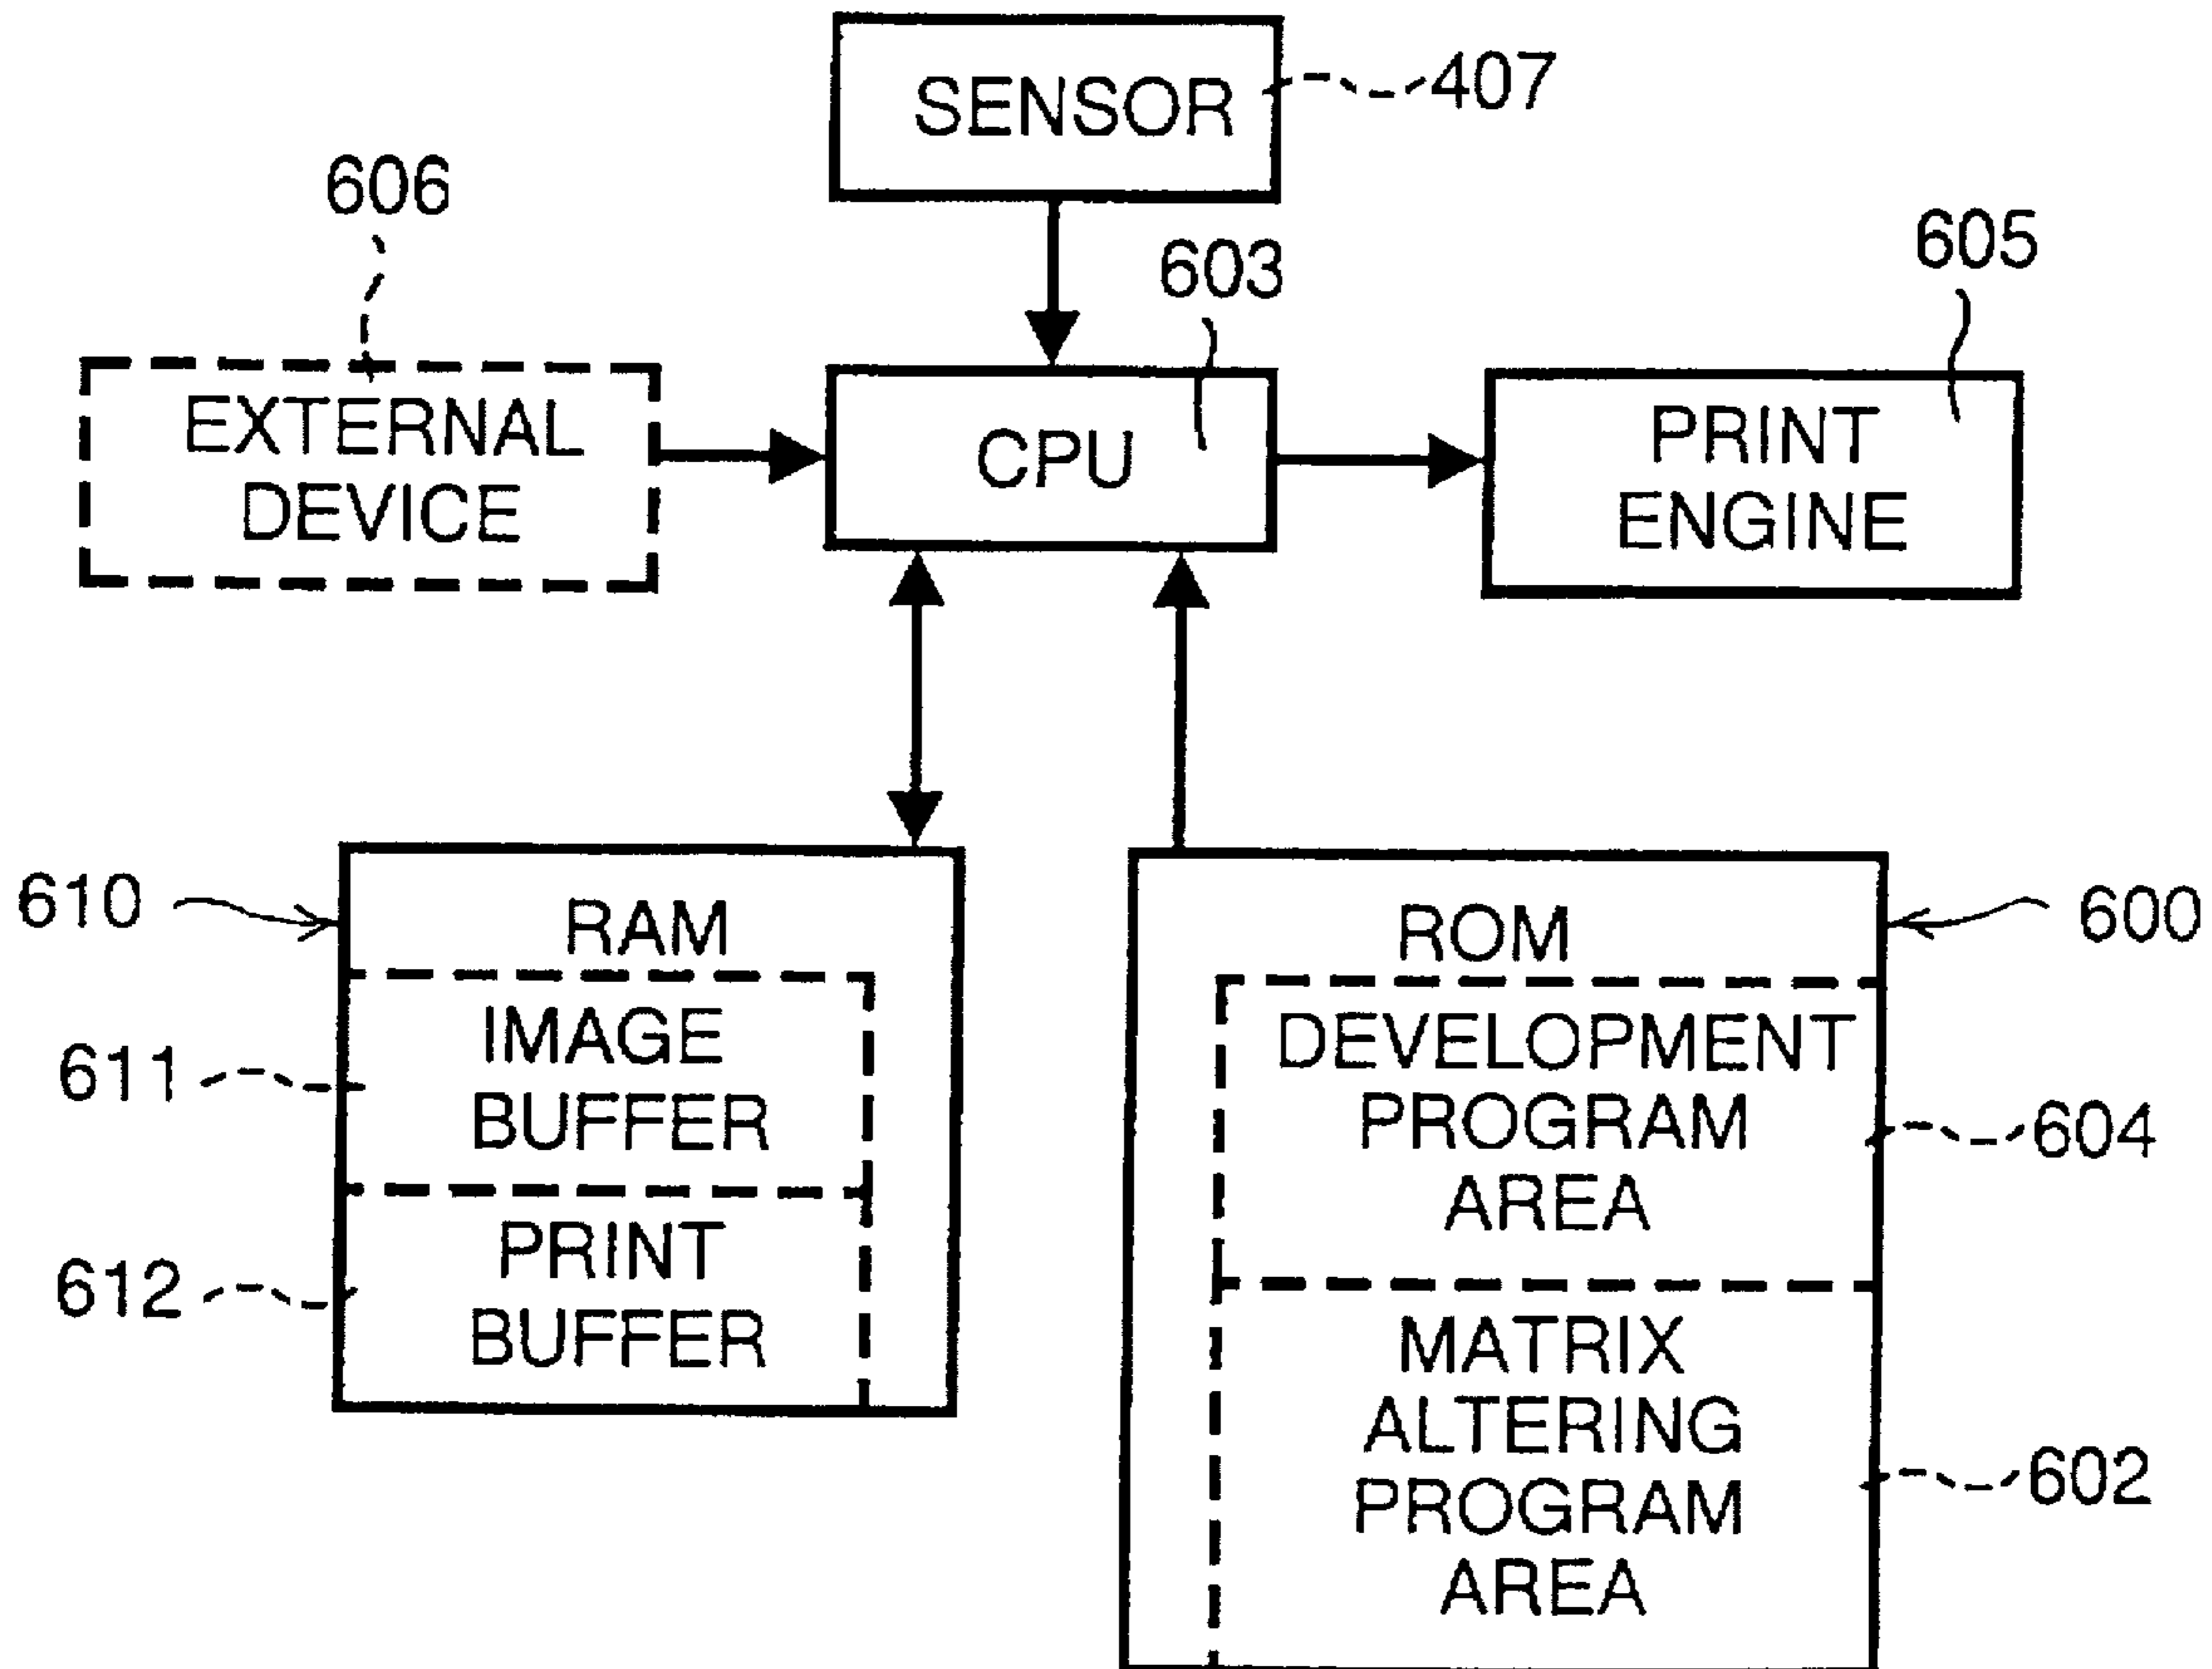 SENSOR
407
606
603
605
EXTERNAL
DEVICE
CPU
PRINT
ENGINE
610
RAM
IMAGE
BUFFER
611
PRINT
BUFFER
612
ROM
600
DEVELOPMENT
PROGRAM
AREA
604
MATRIX
ALTERING
PROGRAM
AREA
602